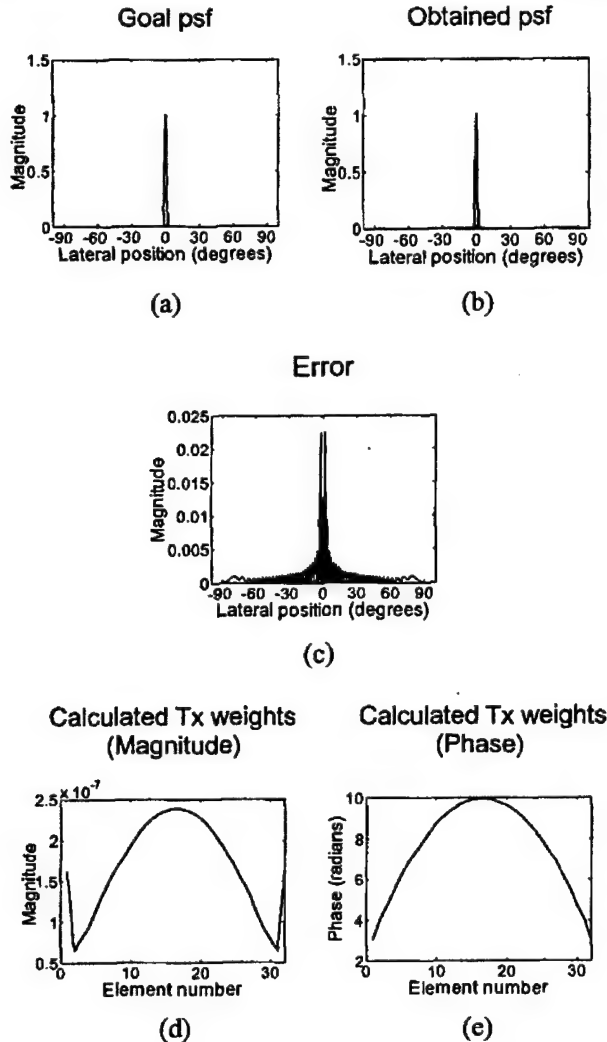 Goal psf
Obtained psf
1.5
1
0.5
0
Magnitude
-90 -60 -30 0 30 60 90
Lateral position (degrees)
(a)
1.5
1
0.5
0
Magnitude
-90 -60 -30 0 30 60 90
Lateral position (degrees)
(b)
Error
0.025
0.02
0.015
0.01
0.005
0
Magnitude
-90 -60 -30 0 30 60 90
Lateral position (degrees)
(c)
Calculated Tx weights
(Magnitude)
× 10^-7
2.5
2
1.5
1
0.5
Magnitude
0 10 20 30
Element number
(d)
Calculated Tx weights
(Phase)
10
8
6
4
2
Phase (radians)
0 10 20 30
Element number
(e)